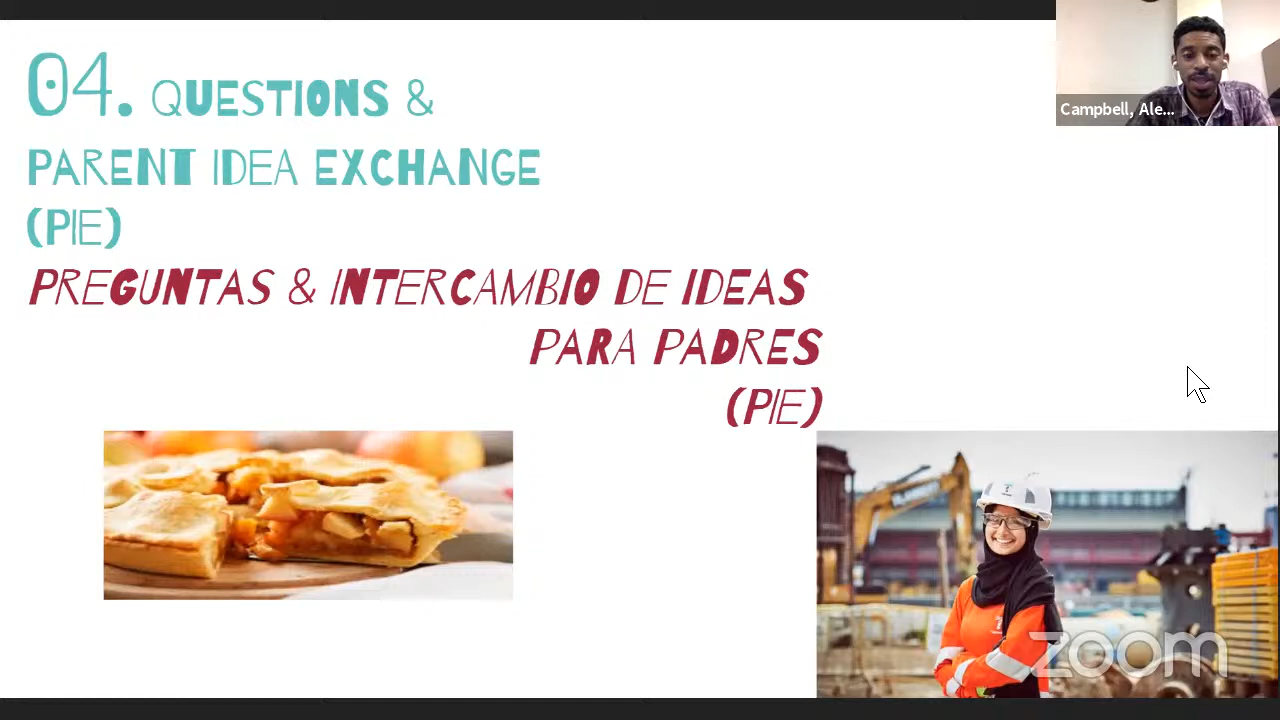 04. QUESTIONS &
PARENT IDEA EXCHANGE
(PIE)
PREGUNTAS & INTERCAMBIO DE IDEAS
PARA PADRES
(PIE)
Campbell, Ale...
zoom